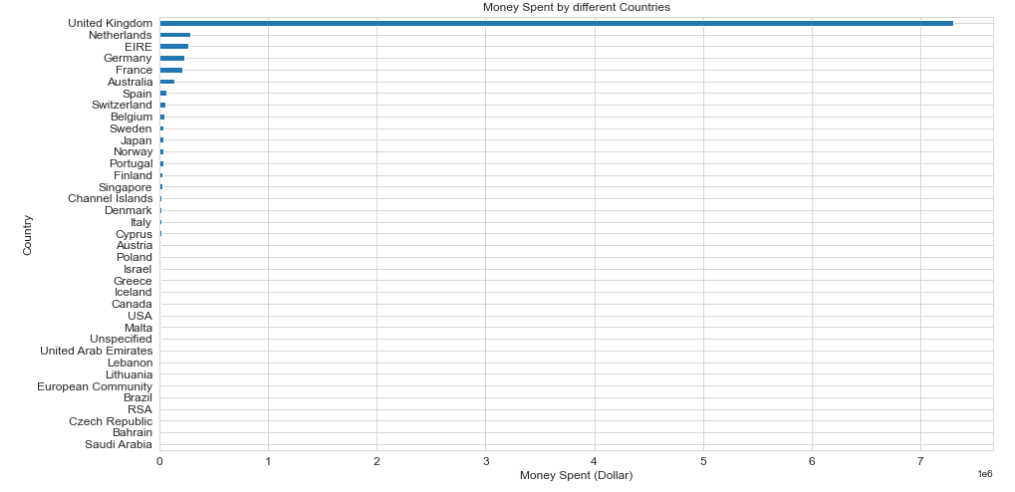 Money Spent by different Countries
United Kingdom
Netherlands
EIRE
Germany
France
Australia
Spain
Switzerland
Belgium
Sweden
Japan
Norway
Portugal
Finland
Singapore
Channel Islands
Denmark
Italy
Cyprus
Austria
Poland
Israel
Greece
Iceland
Canada
USA
Malta
Unspecified
United Arab Emirates
Lebanon
Lithuania
European Community
Brazil
RSA
Czech Republic
Bahrain
Saudi Arabia
Country
0 1 2 3 4 5 6 7
Money Spent (Dollar)
1e6